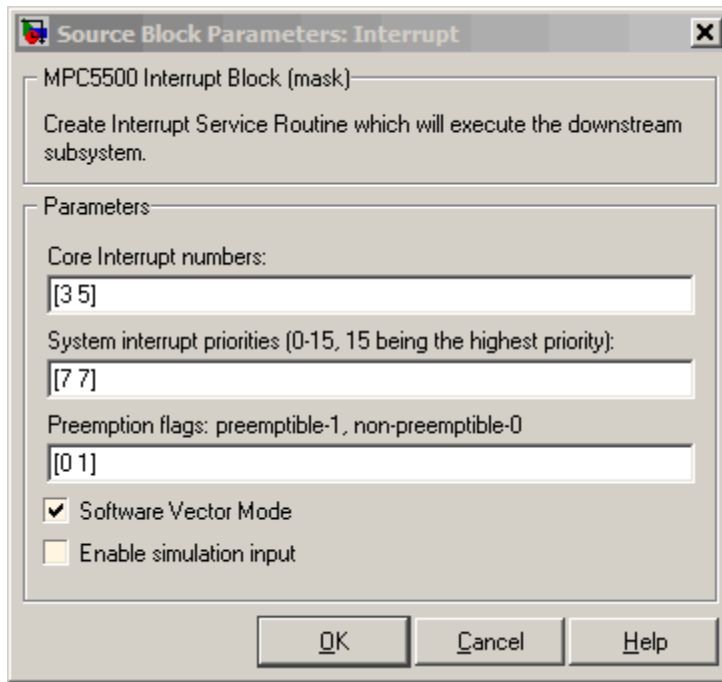 Source Block Parameters: Interrupt
MPC5500 Interrupt Block (mask)
Create Interrupt Service Routine which will execute the downstream
subsystem.
Parameters
Core Interrupt numbers:
[3 5]
System interrupt priorities (0-15, 15 being the highest priority):
[7 7]
Preemption flags: preemptible-1, non-preemptible-0
[0 1]
Software Vector Mode
Enable simulation input
OK Cancel Help